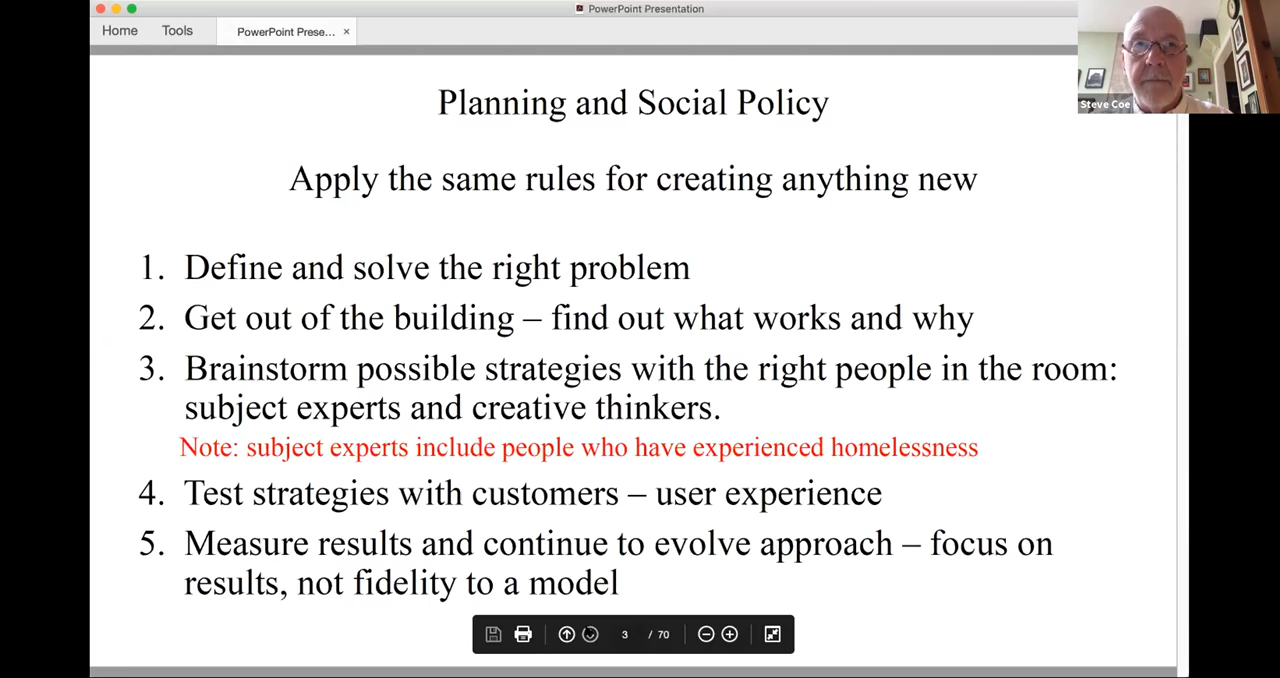 PowerPoint Presentation
Home Tools PowerPoint Prese... ×
Steve Coe
Planning and Social Policy
Apply the same rules for creating anything new
1. Define and solve the right problem
2. Get out of the building – find out what works and why
3. Brainstorm possible strategies with the right people in the room:
subject experts and creative thinkers.
Note: subject experts include people who have experienced homelessness
4. Test strategies with customers – user experience
5. Measure results and continue to evolve approach – focus on
results, not fidelity to a model
3 / 70